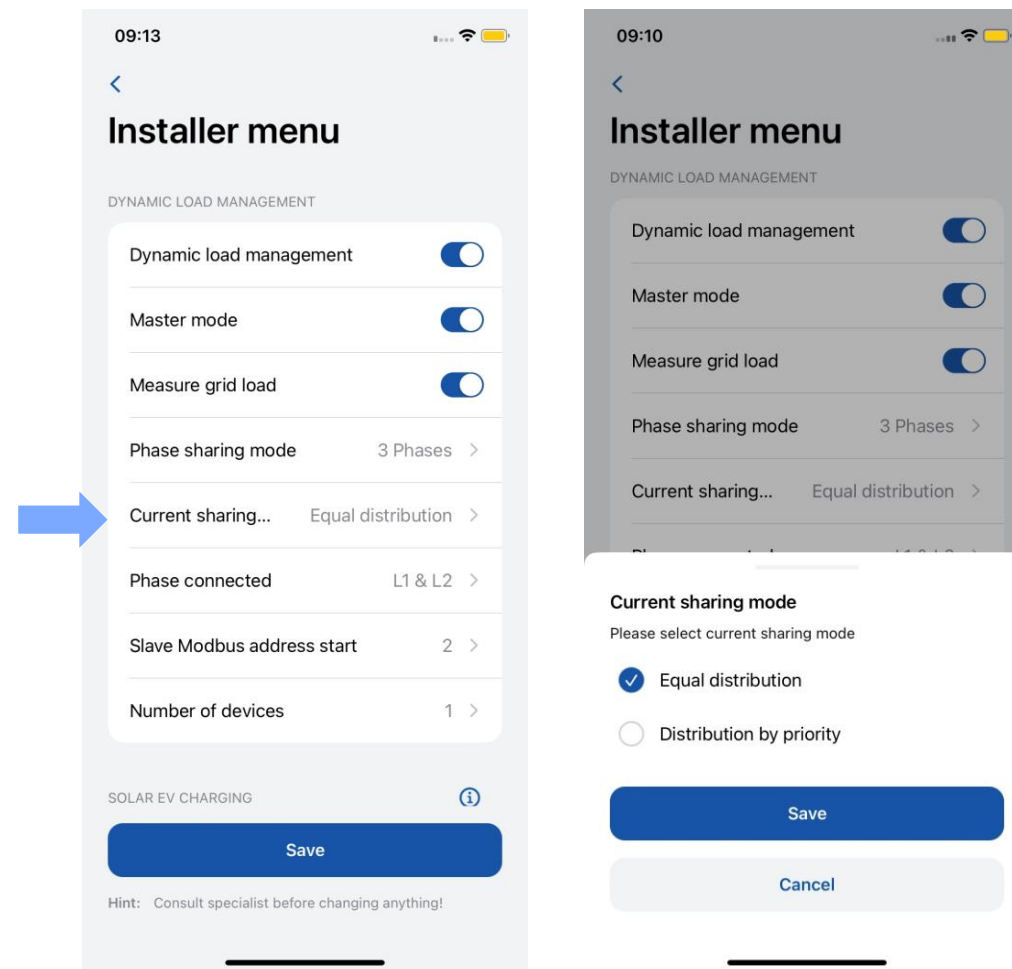 09:13
Installer menu
DYNAMIC LOAD MANAGEMENT
Dynamic load management
Master mode
Measure grid load
Phase sharing mode 3 Phases
Current sharing... Equal distribution
Phase connected L1 & L2
Slave Modbus address start 2
Number of devices 1
SOLAR EV CHARGING
Save
Hint: Consult specialist before changing anything!
09:10
Installer menu
DYNAMIC LOAD MANAGEMENT
Dynamic load management
Master mode
Measure grid load
Phase sharing mode 3 Phases
Current sharing... Equal distribution
Current sharing mode
Please select current sharing mode
Equal distribution
Distribution by priority
Save
Cancel